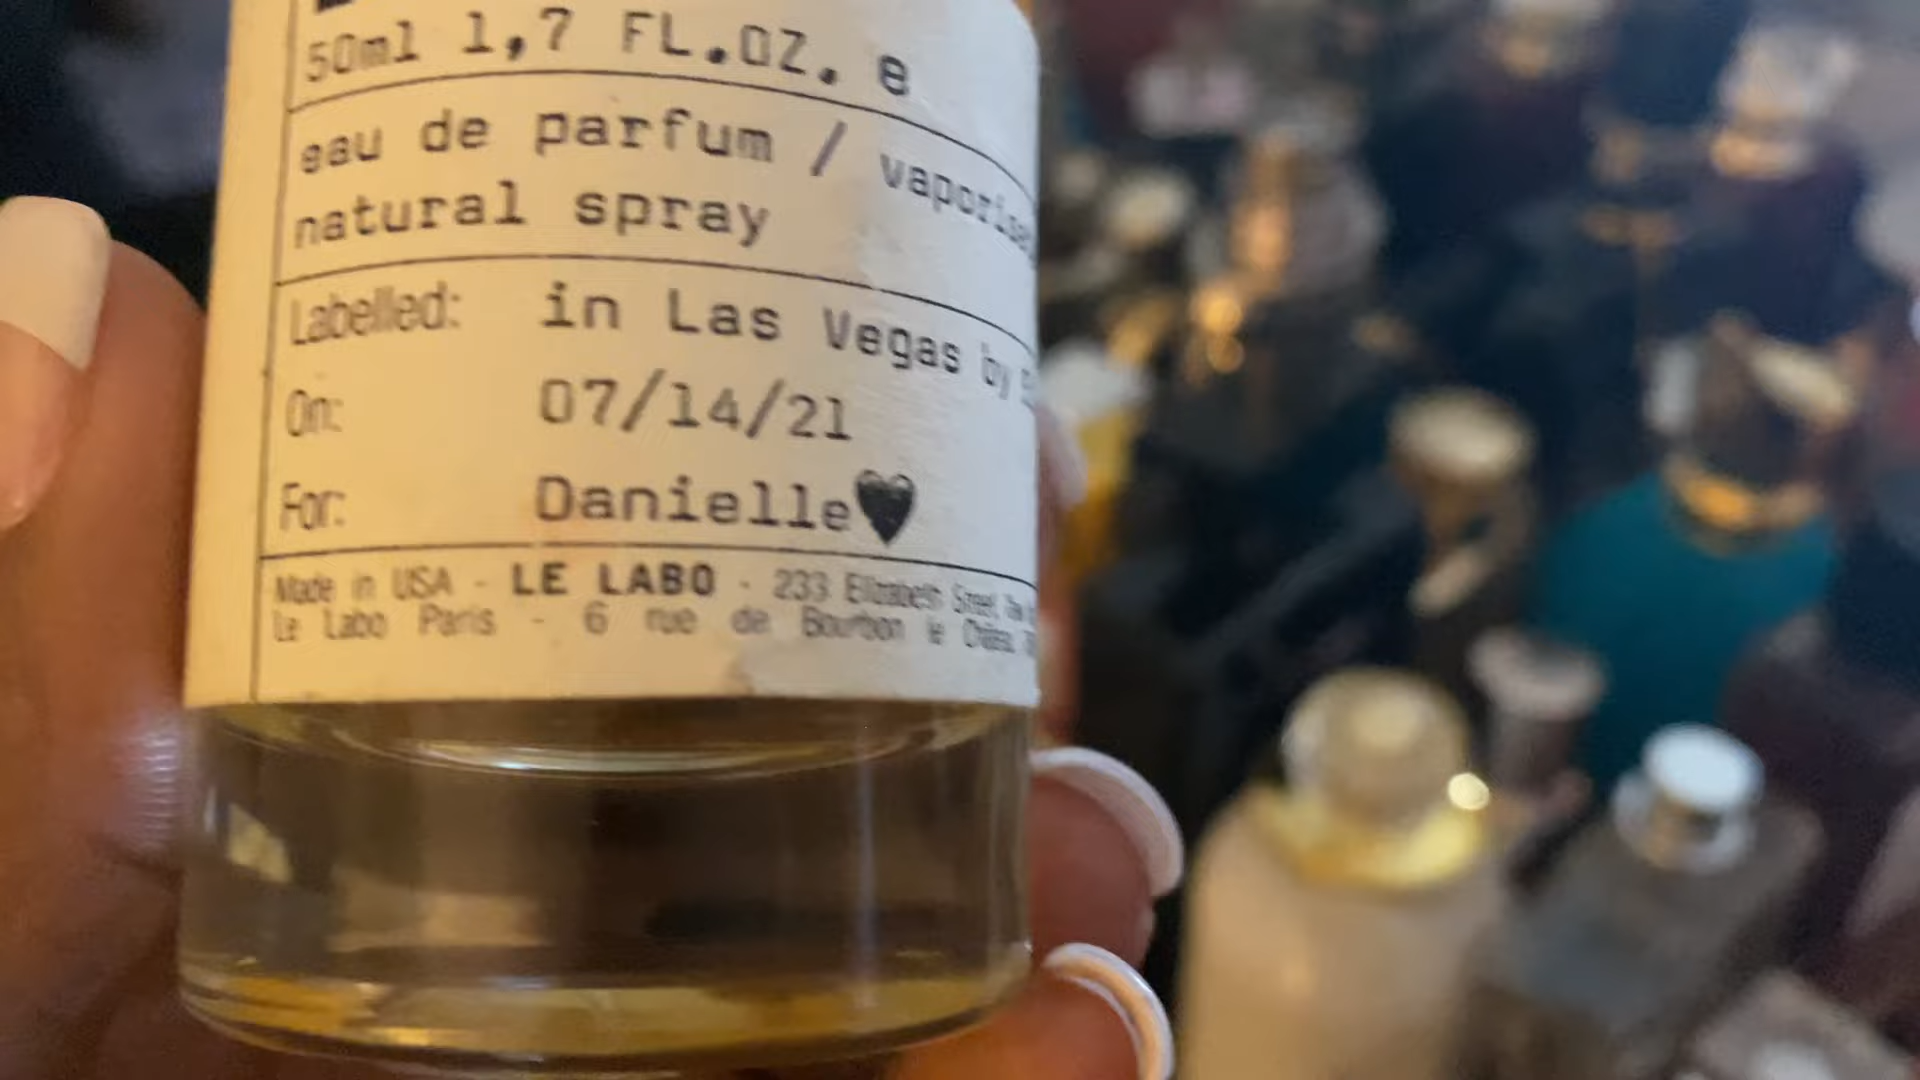 50ml 1,7 FL.OZ. e
eau de parfum / vaporise
natural spray
Labelled: in Las Vegas by
On: 07/14/21
For: Danielle♥
Made in USA - LE LABO - 233 Elizabeth Street
Le Labo Paris - 6 rue de Bourbon le Château